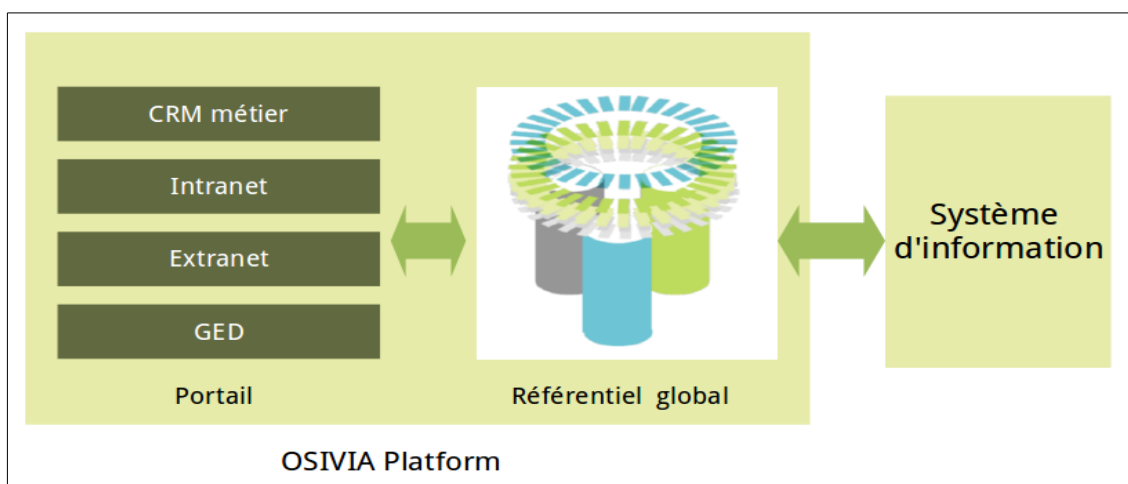 CRM métier
Intranet
Extranet
GED
Portail
Référentiel global
Système
d'information
OSIVIA Platform